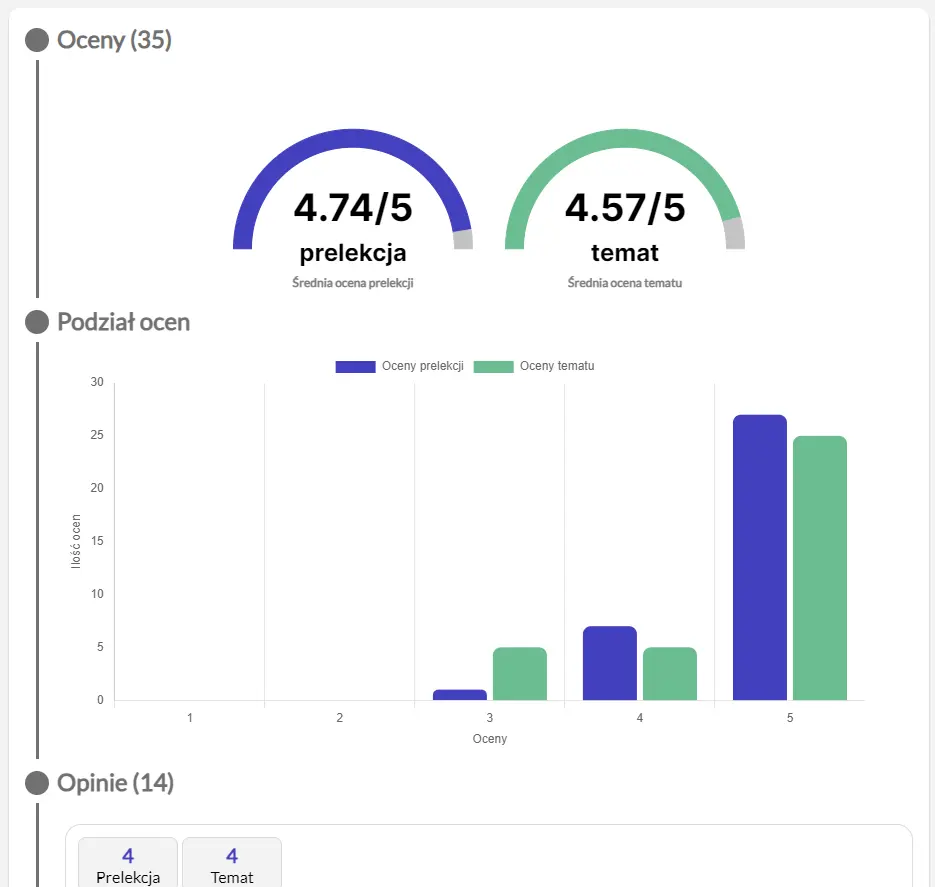 Oceny (35)
4.74/5
prelekcja
Średnia ocena prelekcji
4.57/5
temat
Średnia ocena tematu
Podział ocen
Oceny prelekcji
Oceny tematu
30
25
20
15
10
5
0
Ilość ocen
1
2
3
4
5
Oceny
Opinie (14)
4
Prelekcja
4
Temat